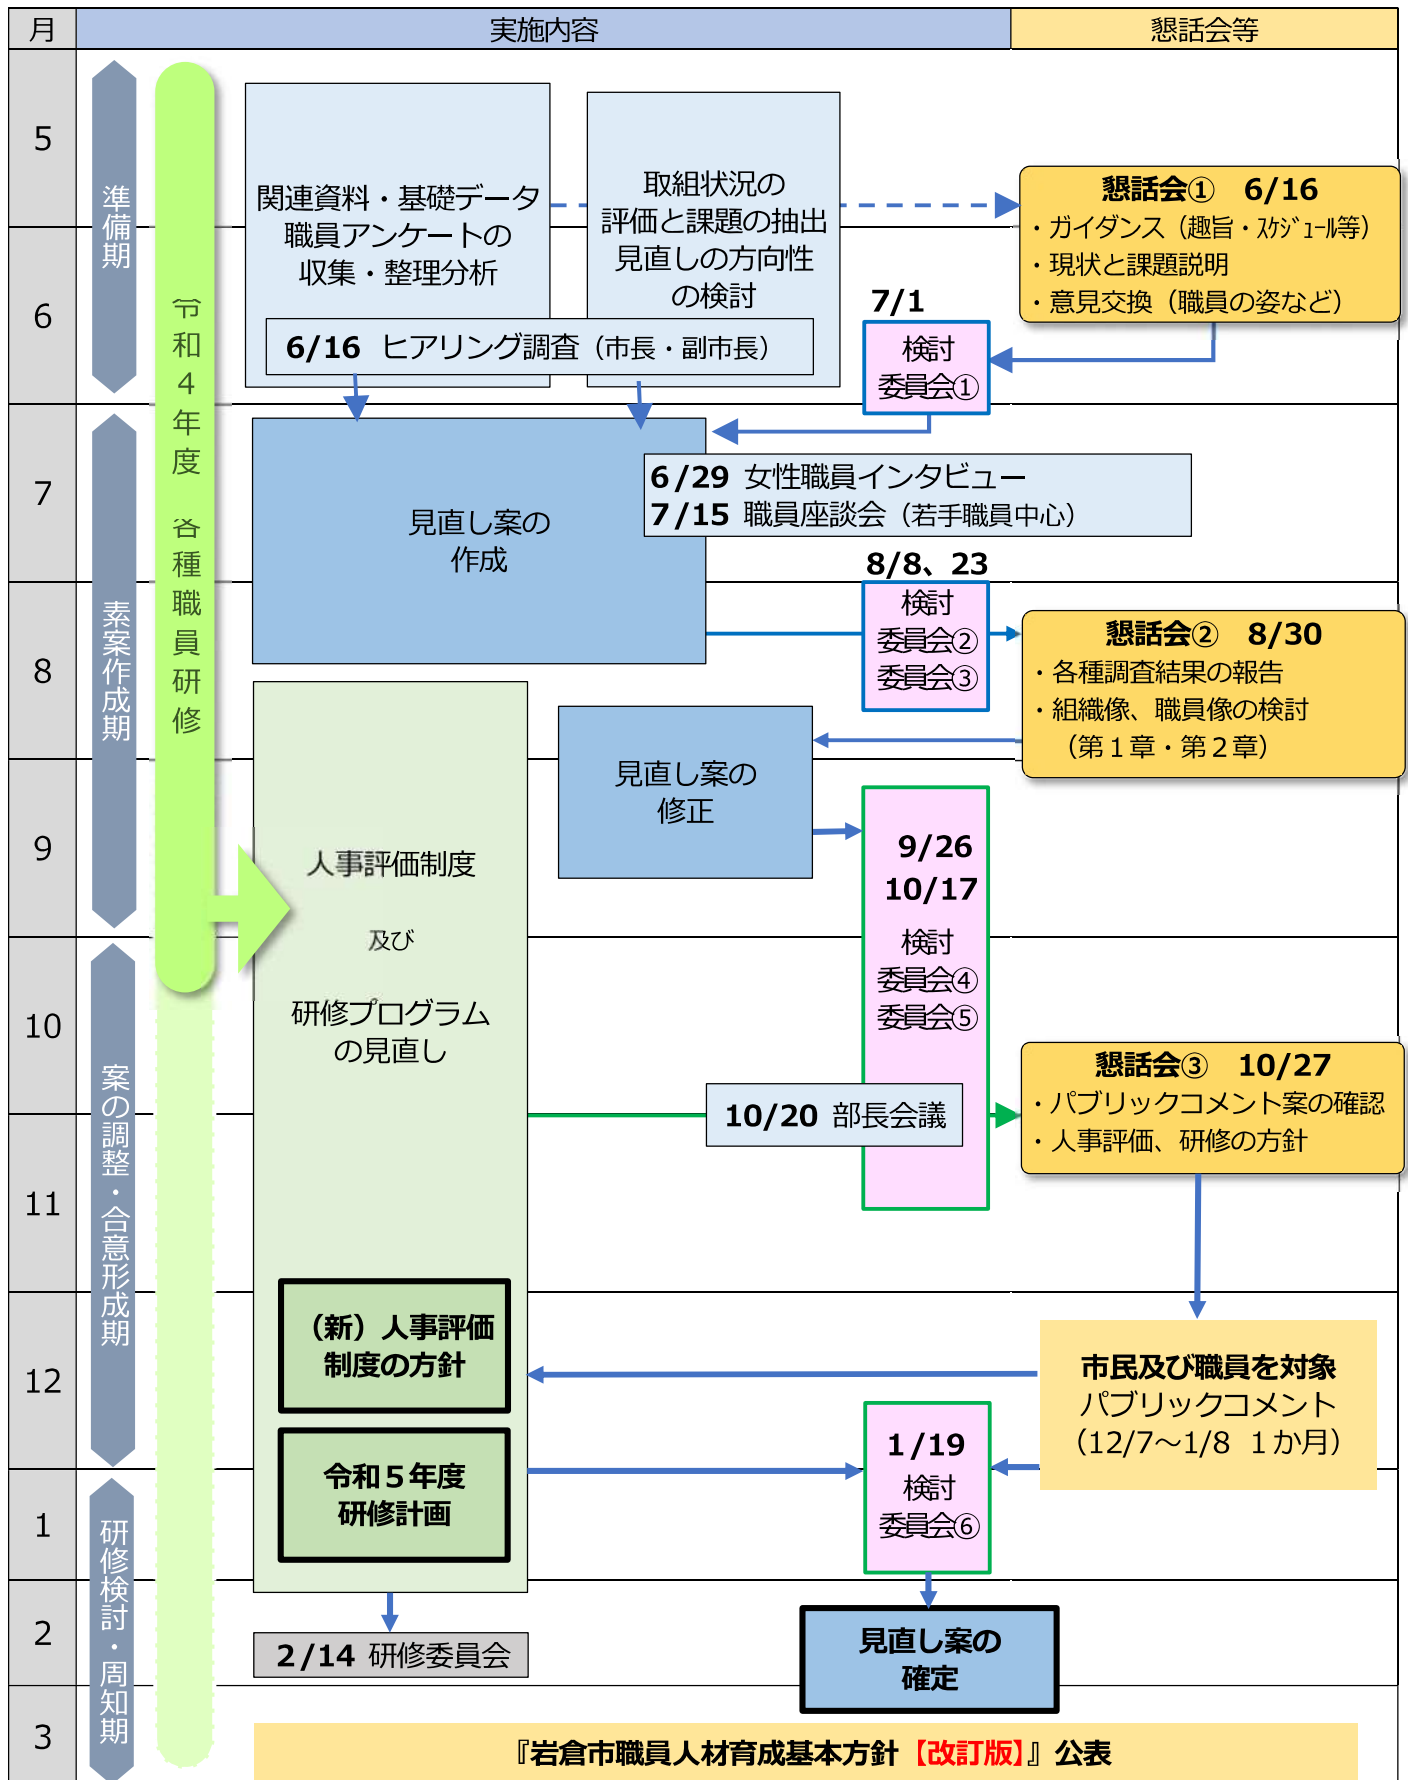 月
実施内容
懇話会等
5
6
7
8
9
10
11
12
1
2
3
準備期
素案作成期
案の調整・合意形成期
研修検討・周知期
令和４年度　各種職員研修
関連資料・基礎データ
職員アンケートの
収集・整理分析
取組状況の
評価と課題の抽出
見直しの方向性
の検討
6/16 ヒアリング調査（市長・副市長）
懇話会① 6/16
・ガイダンス（趣旨・ｽｹｼﾞｭｰﾙ等）
・現状と課題説明
・意見交換（職員の姿など）
7/1
検討
委員会①
見直し案の
作成
6/29 女性職員インタビュー
7/15 職員座談会（若手職員中心）
8/8、23
検討
委員会②
委員会③
懇話会② 8/30
・各種調査結果の報告
・組織像、職員像の検討
（第１章・第２章）
見直し案の
修正
人事評価制度
及び
研修プログラム
の見直し
9/26
10/17
検討
委員会④
委員会⑤
10/20 部長会議
懇話会③ 10/27
・パブリックコメント案の確認
・人事評価、研修の方針
（新）人事評価
制度の方針
市民及び職員を対象
パブリックコメント
（12/7～1/8 １か月）
令和５年度
研修計画
1/19
検討
委員会⑥
2/14 研修委員会
見直し案の
確定
『岩倉市職員人材育成基本方針【改訂版】』公表